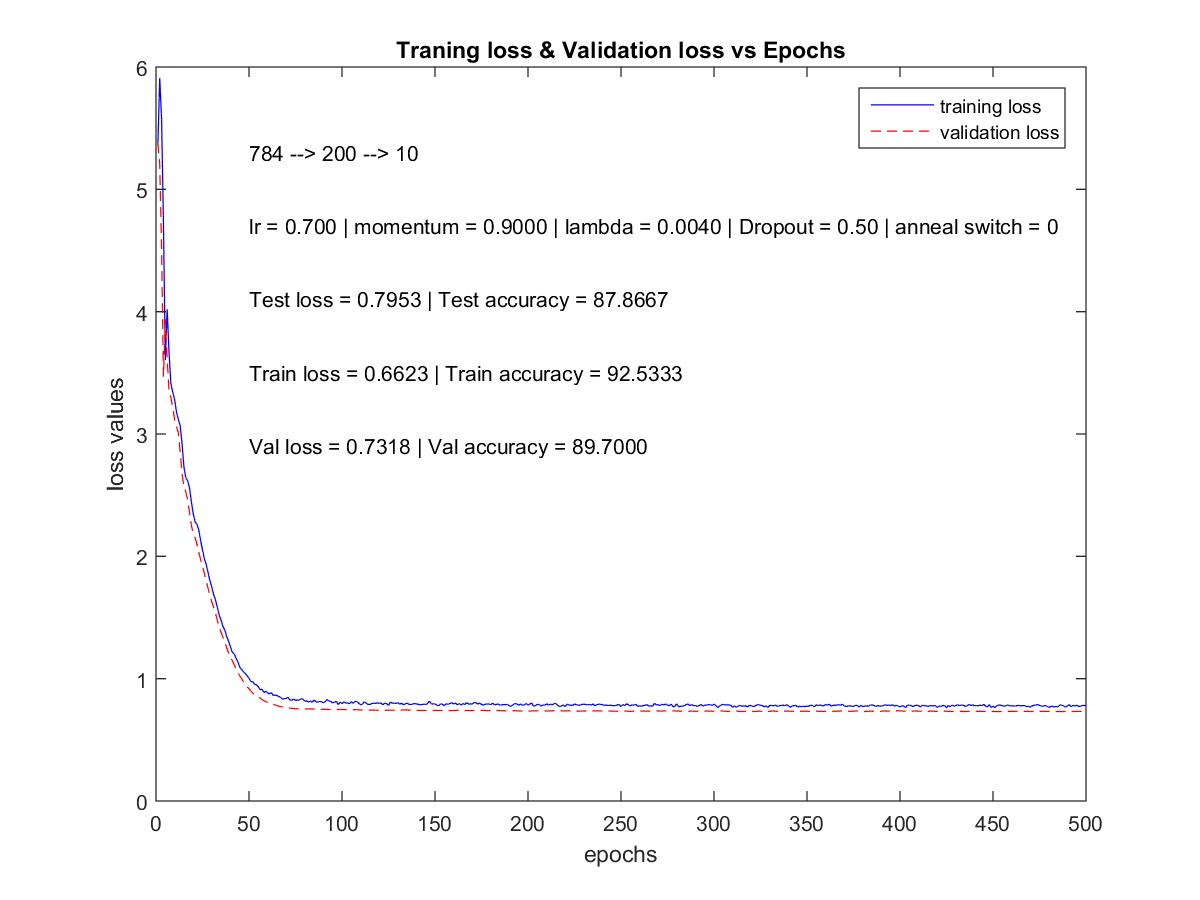 Traning loss & Validation loss vs Epochs
6
training loss
validation loss
784 --> 200 --> 10
5
lr = 0.700 | momentum = 0.9000 | lambda = 0.0040 | Dropout = 0.50 | anneal switch = 0
Test loss = 0.7953 | Test accuracy = 87.8667
4
Train loss = 0.6623 | Train accuracy = 92.5333
loss values
3
Val loss = 0.7318 | Val accuracy = 89.7000
2
1
0
0 50 100 150 200 250 300 350 400 450 500
epochs